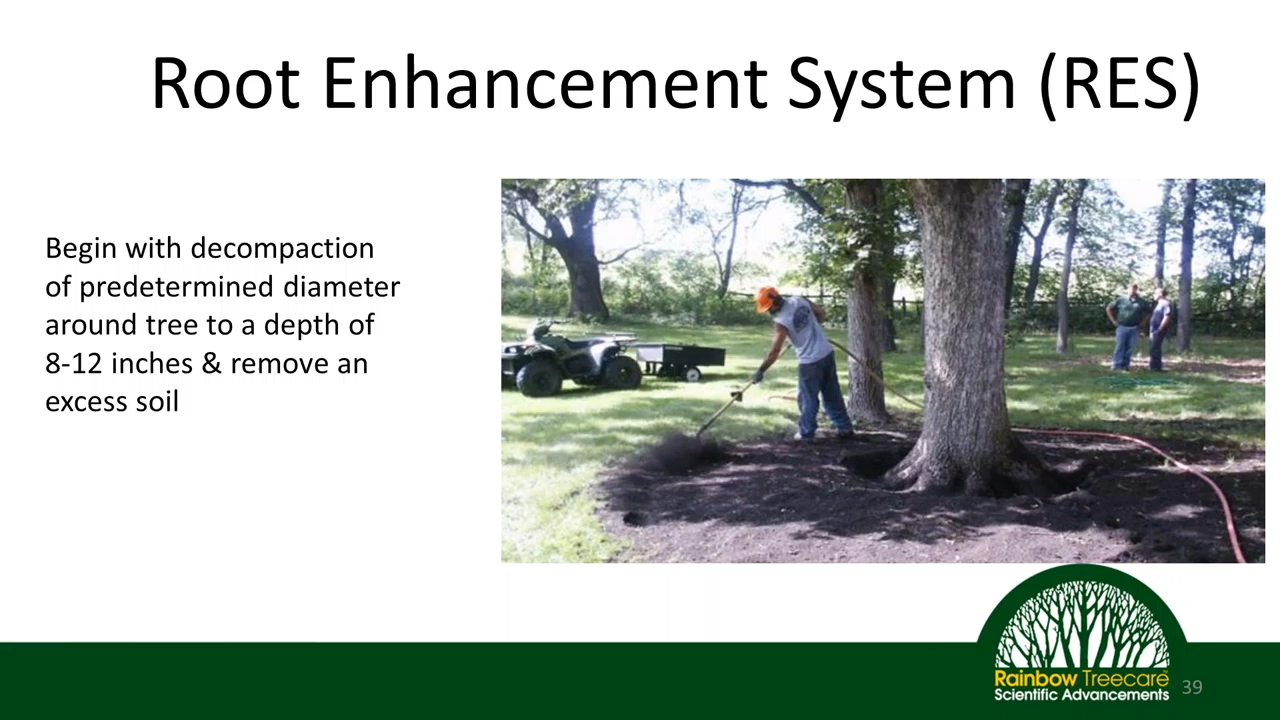 Root Enhancement System (RES)
Begin with decompaction
of predetermined diameter
around tree to a depth of
8-12 inches & remove an
excess soil
Rainbow Treecare
Scientific Advancements
39